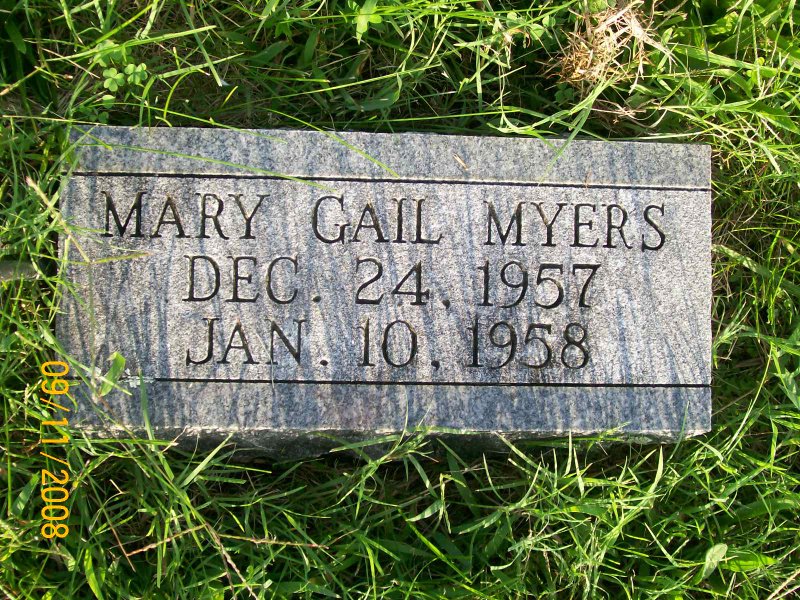 MARY GAIL MYERS
DEC. 24, 1957
JAN. 10, 1958
09/11/2008